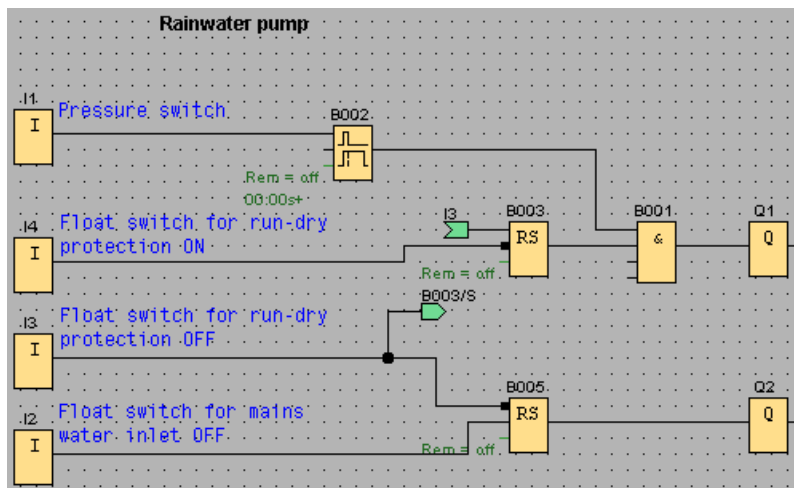 Rainwater pump
I1
Pressure switch
I
B002
Rem = off
00:00s+
I4
Float switch for run-dry
protection ON
I
I3
B003
RS
Rem = off
B001
&
Q1
Q
B003/S
I3
Float switch for run-dry
protection OFF
I
I2
Float switch for mains
water inlet OFF
I
B005
RS
Rem = off
Q2
Q